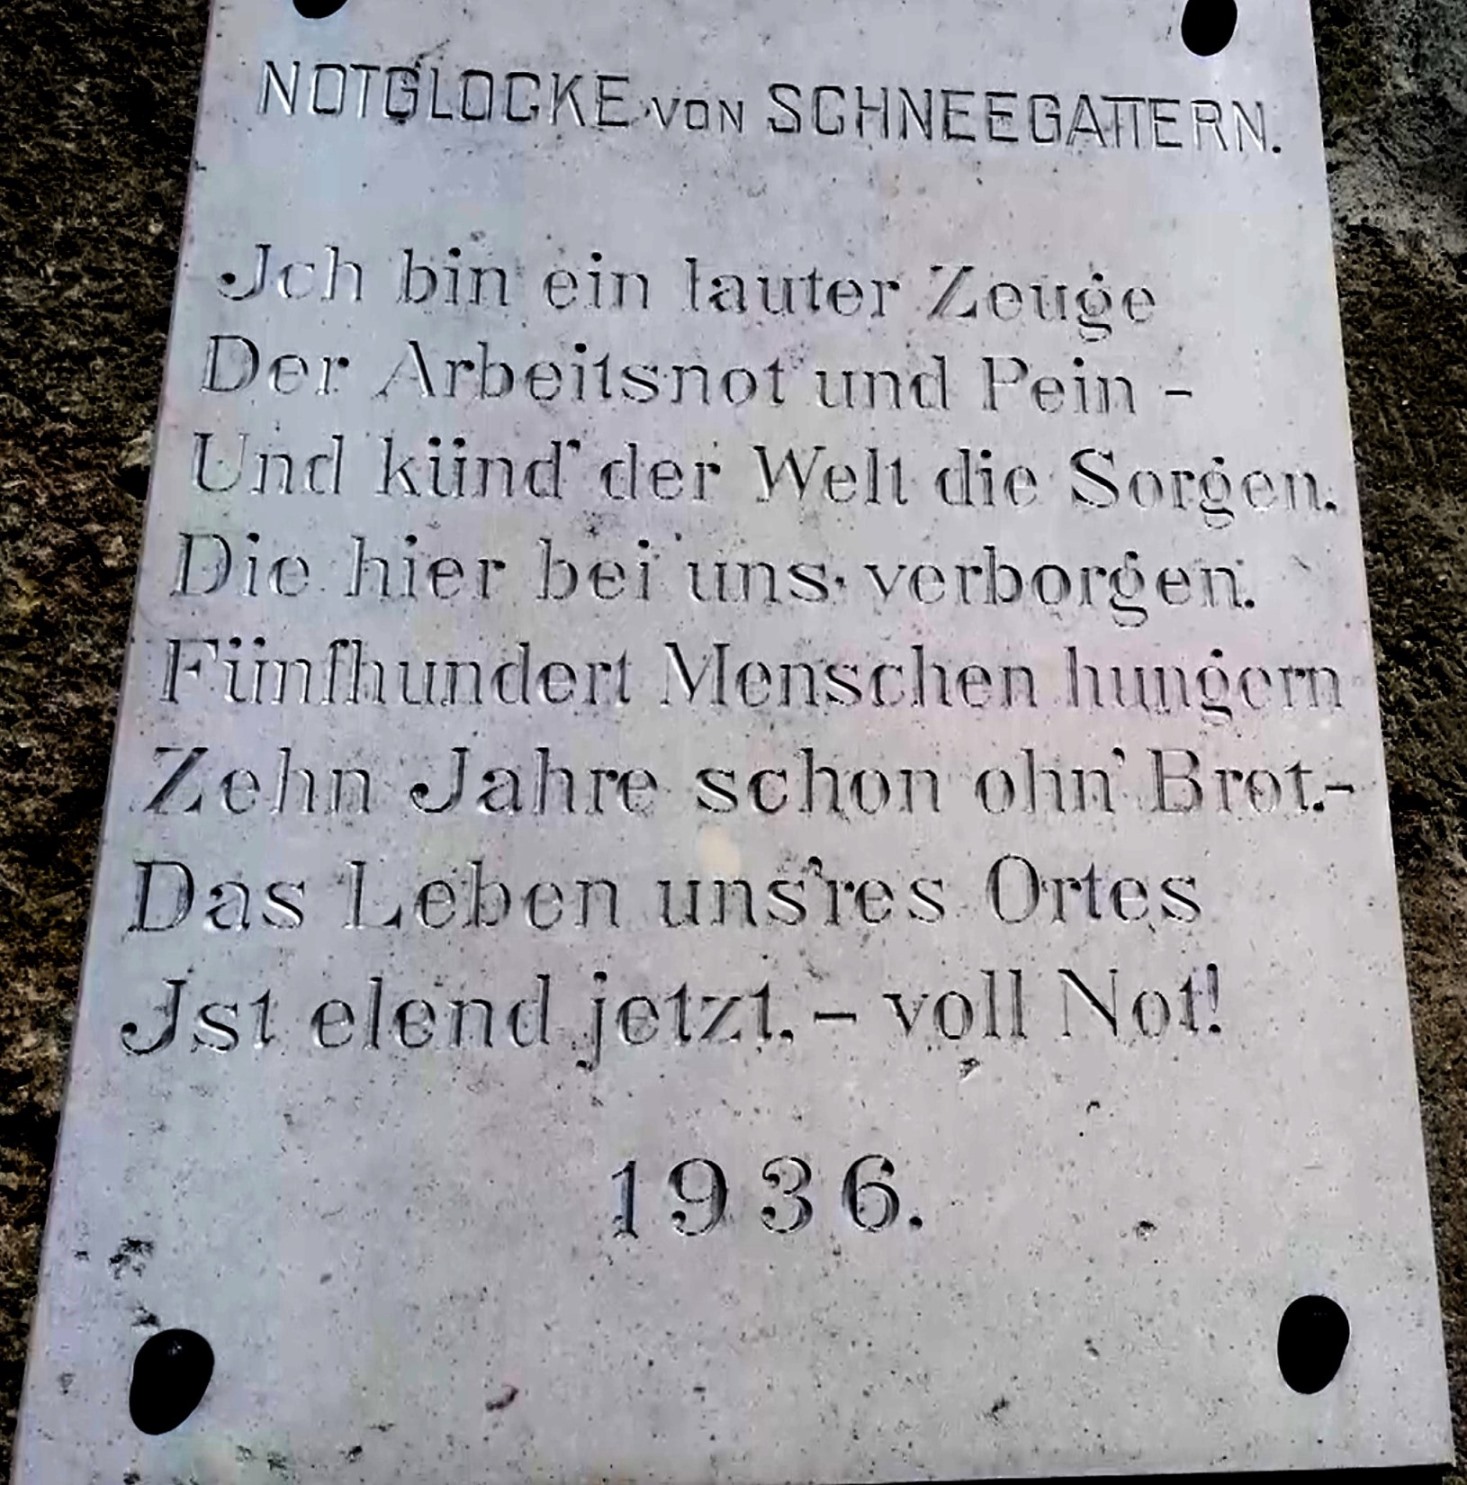 NOTGLOCKE VON SCHNEEGATTERN.
Jch bin ein lauter Zeuge
Der Arbeitsnot und Pein -
Und künd' der Welt die Sorgen.
Die hier bei uns verborgen.
Fünfhundert Menschen hungern
Zehn Jahre schon ohn' Brot.-
Das Leben uns're­s Ortes
Jst elend jetzt. - voll Not!
1936.